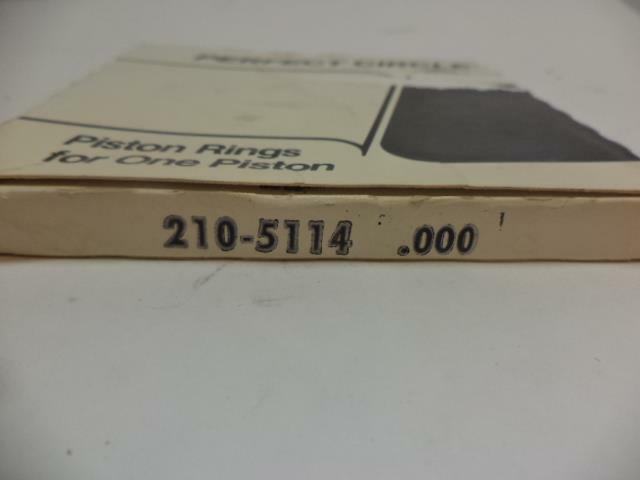 PERFECT CIRCLE
Piston Rings
for One Piston
210-5114 .000